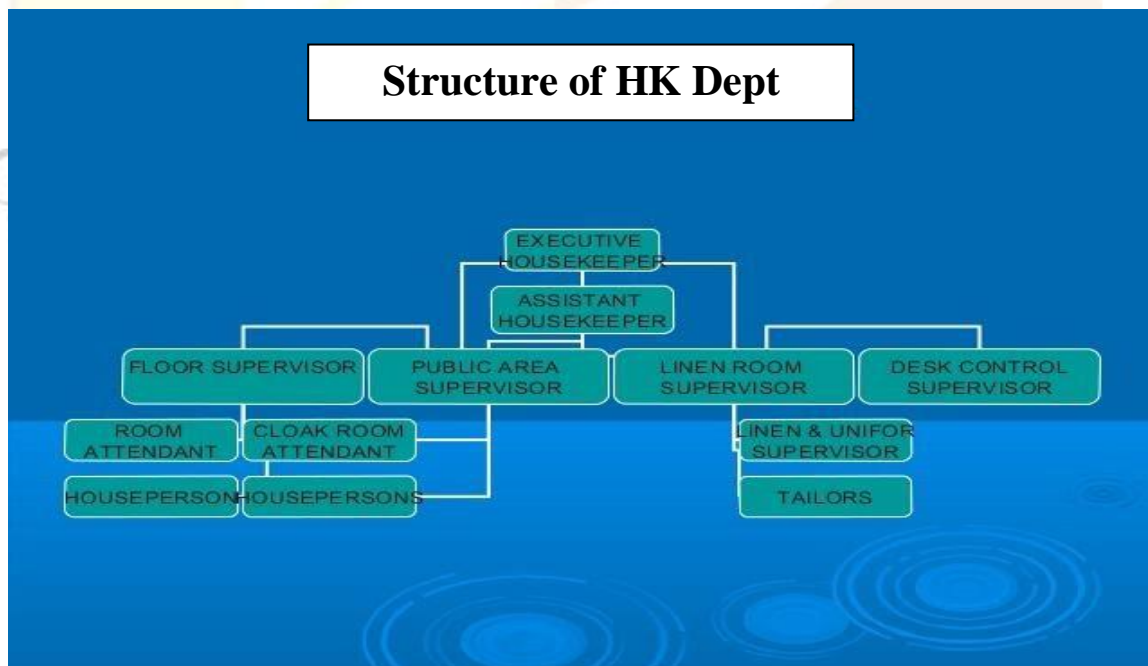 Structure of HK Dept
EXECUTIVE
HOUSEKEEPER
ASSISTANT
HOUSEKEEPER
FLOOR SUPERVISOR
PUBLIC AREA
SUPERVISOR
LINEN ROOM
SUPERVISOR
DESK CONTROL
SUPERVISOR
ROOM
ATTENDANT
CLOAK ROOM
ATTENDANT
LINEN & UNIFOR
SUPERVISOR
HOUSEPERSON
HOUSEPERSONS
TAILORS